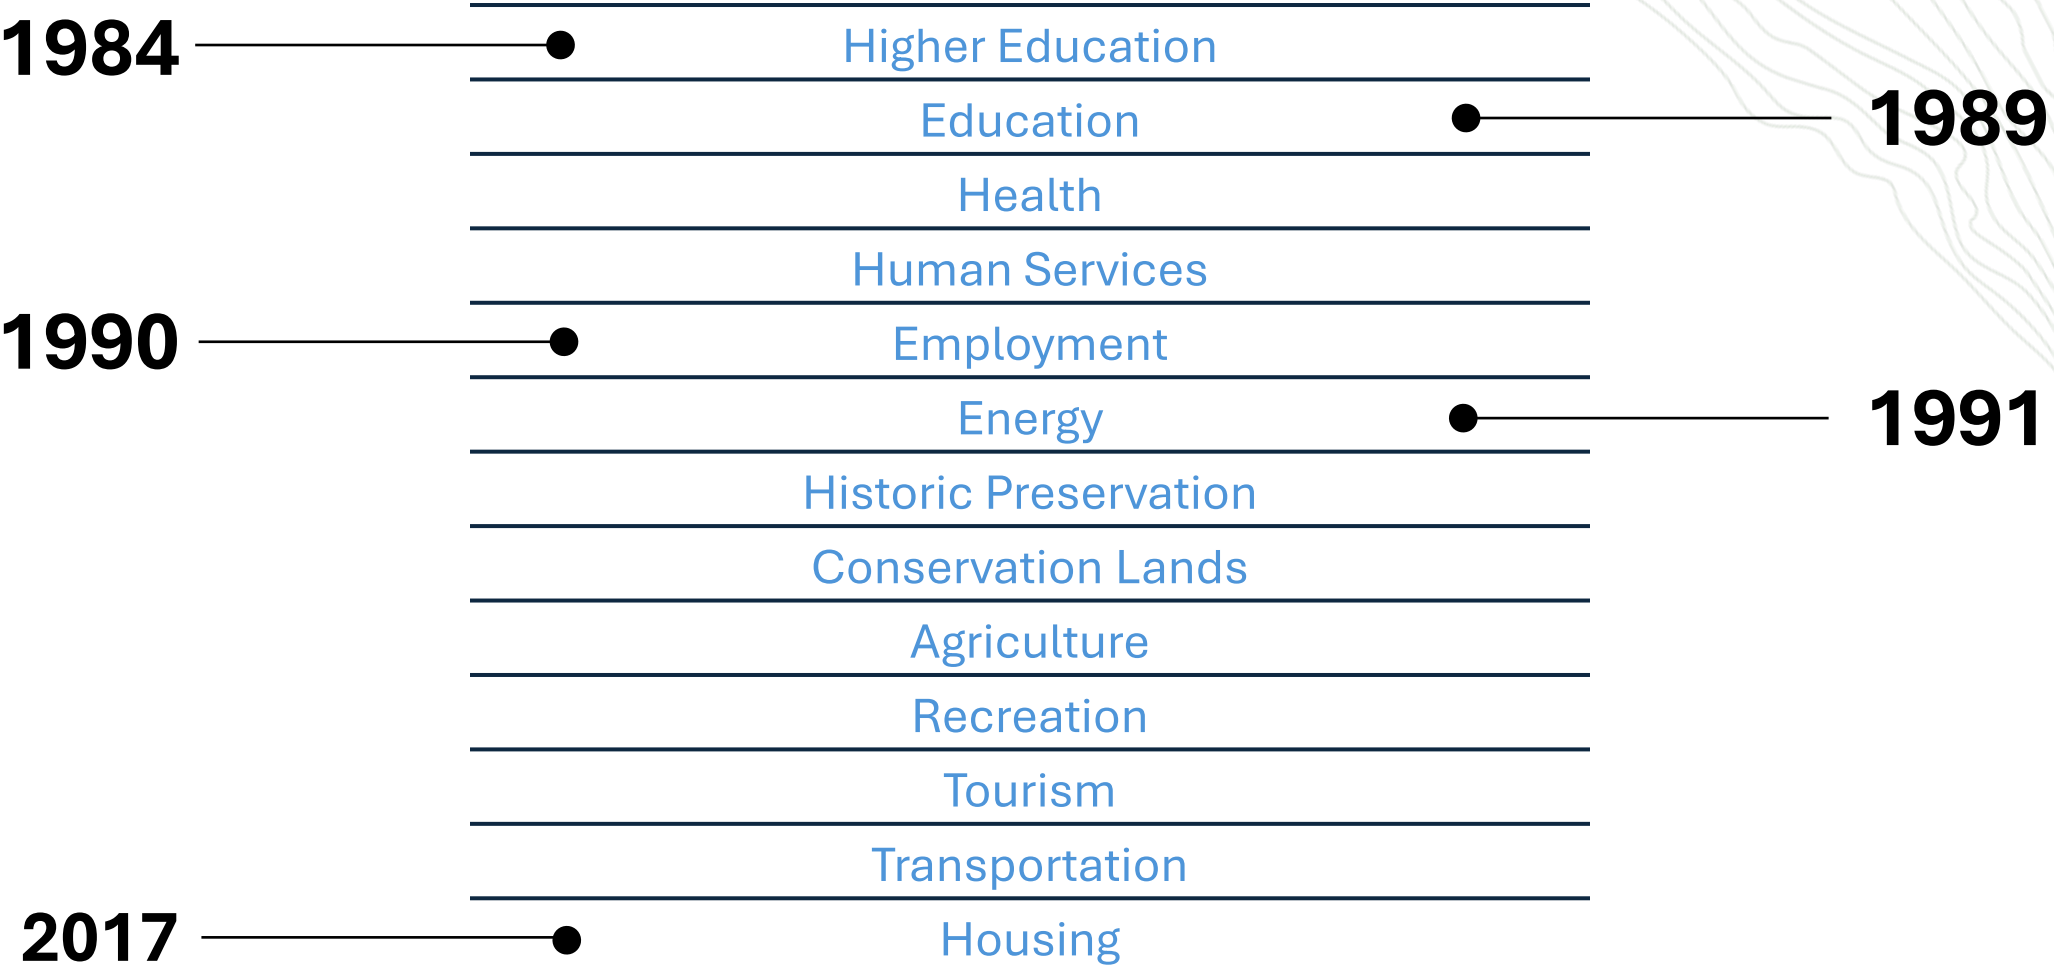 1984
Higher Education
Education
1989
Health
Human Services
1990
Employment
Energy
1991
Historic Preservation
Conservation Lands
Agriculture
Recreation
Tourism
Transportation
2017
Housing